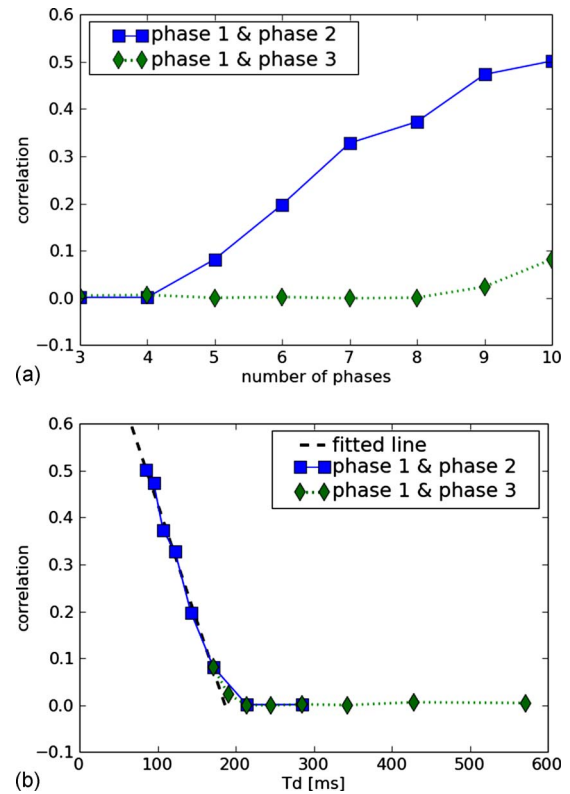 0.6
phase 1 & phase 2
phase 1 & phase 3
0.5
0.4
0.3
0.2
0.1
0.0
−0.1
correlation
3 4 5 6 7 8 9 10
number of phases
(a)
0.6
fitted line
phase 1 & phase 2
phase 1 & phase 3
0.5
0.4
0.3
0.2
0.1
0.0
−0.1
correlation
0 100 200 300 400 500 600
Td [ms]
(b)